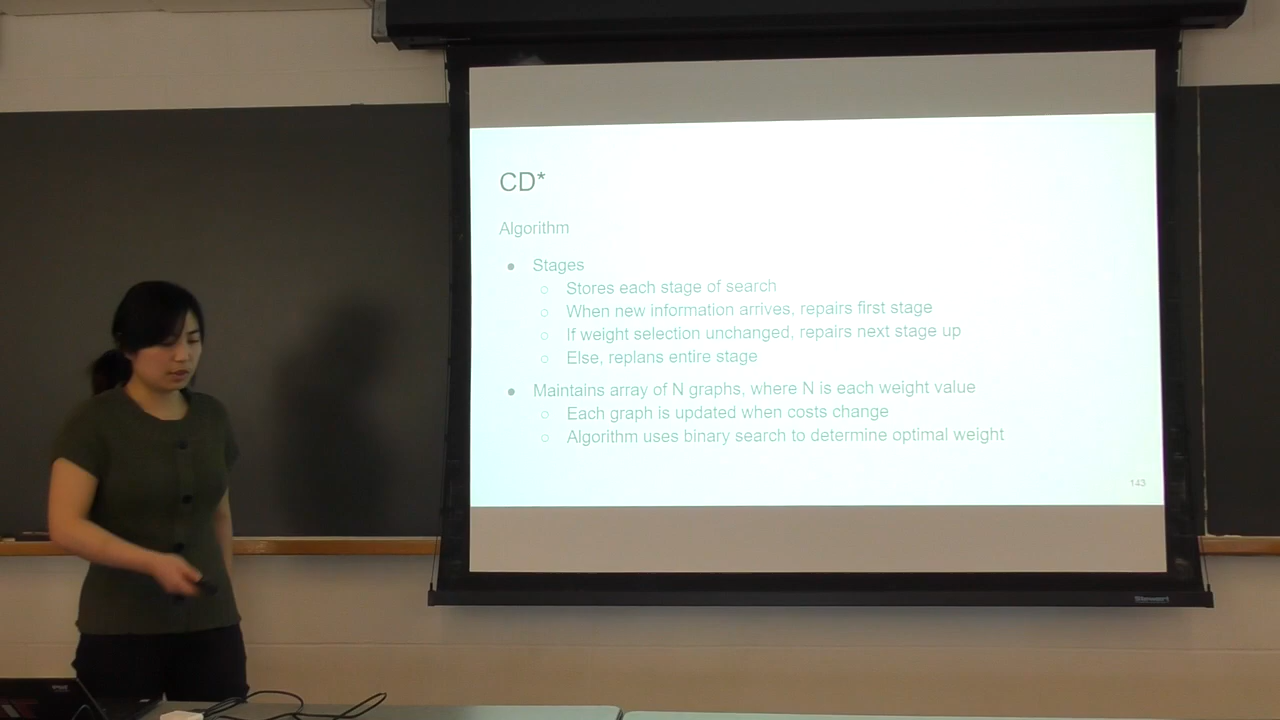 CD*
Algorithm
● Stages
○ Stores each stage of search
○ When new information arrives, repairs first stage
○ If weight selection unchanged, repairs next stage up
○ Else, replans entire stage
● Maintains array of N graphs, where N is each weight value
○ Each graph is updated when costs change
○ Algorithm uses binary search to determine optimal weight
143
Stewart